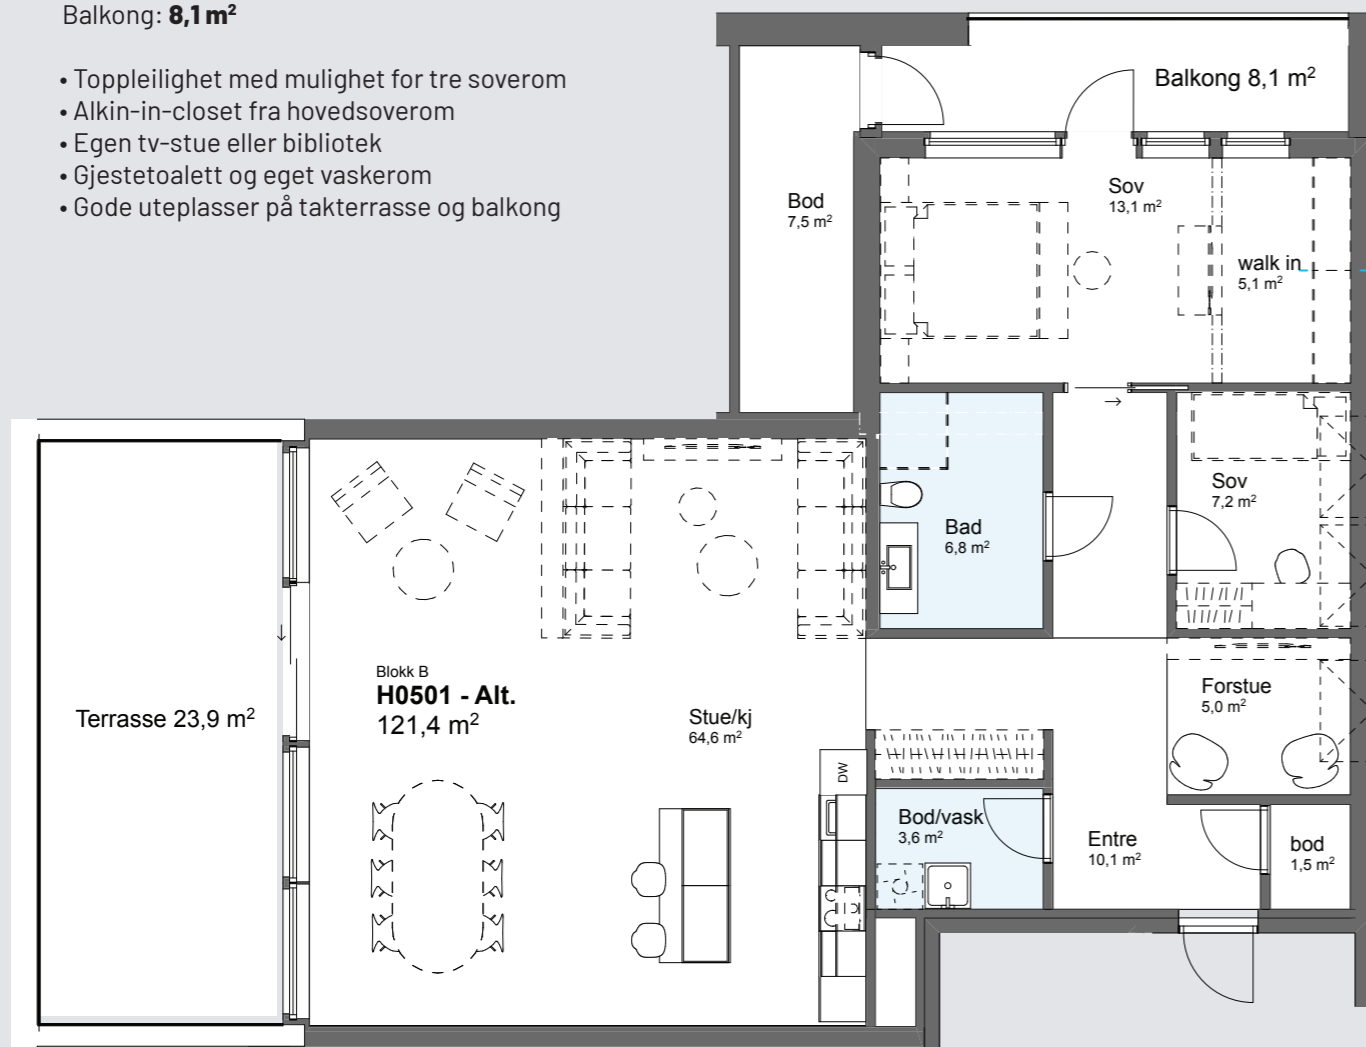 Balkong: 8,1 m²
• Toppleilighet med mulighet for tre soverom
• Alkin-in-closet fra hovedsoverom
• Egen tv-stue eller bibliotek
• Gjestetoalett og eget vaskerom
• Gode uteplasser på takterrasse og balkong
Balkong 8,1 m²
Bod
7,5 m²
Sov
13,1 m²
walk in
5,1 m²
Sov
7,2 m²
Bad
6,8 m²
Blokk B
H0501 - Alt.
121,4 m²
Terrasse 23,9 m²
Stue/kj
64,6 m²
Forstue
5,0 m²
DW
Bod/vask
3,6 m²
Entre
10,1 m²
bod
1,5 m²